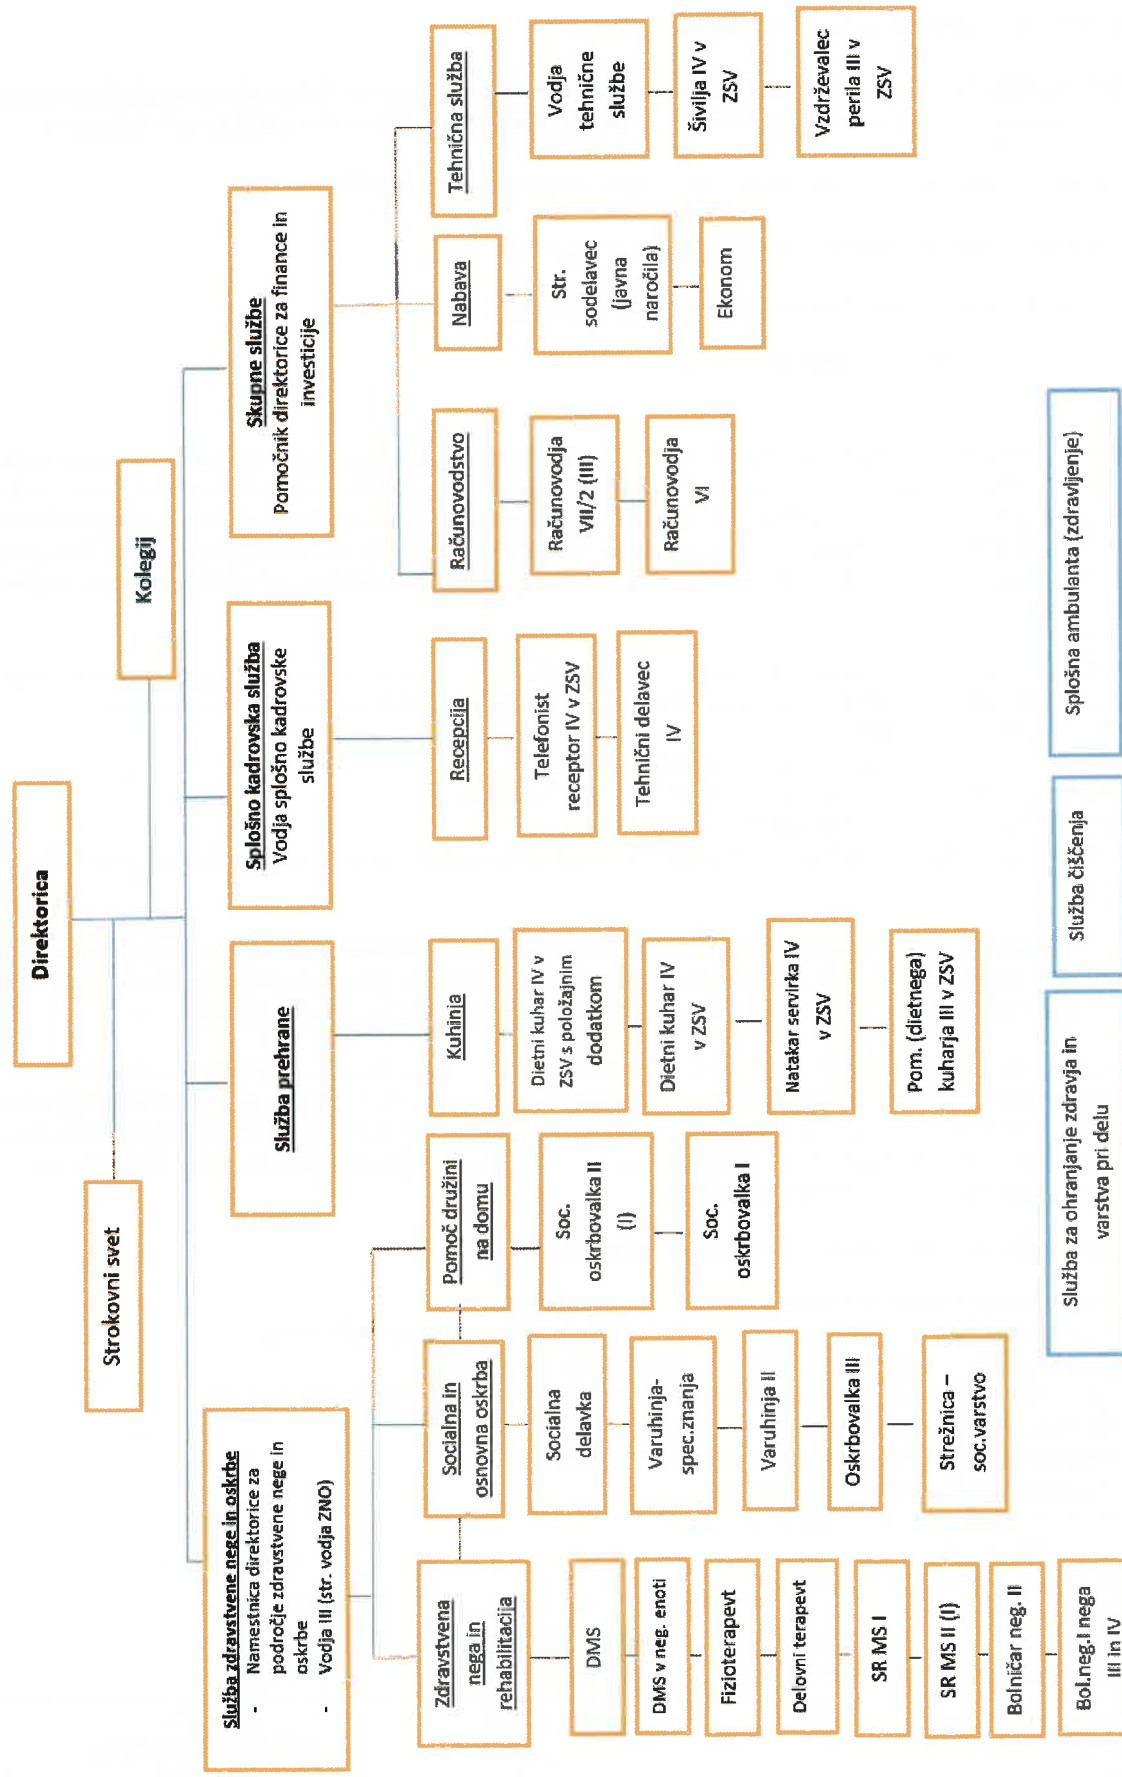 Direktorica
Strokovni svet
Kolegij
Služba zdravstvene nege in oskrbe
- Namestnica direktorice za
področje zdravstvene nege in
oskrbe
- Vodja III (str. vodja ZNO)
Služba prehrane
Splošno kadrovska služba
Vodja splošno kadrovske
službe
Skupne službe
Pomočnik direktorice za finance in
investicije
Zdravstvena
nega in
rehabilitacija
DMS
DMS v neg. enoti
Fizioterapevt
Delovni terapevt
SR MS I
SR MS II (I)
Bolničar neg. II
Bol.neg.I nega
III in IV
Socialna in
osnovna oskrba
Socialna
delavka
Varuhinja-
spec.znanja
Varuhinja II
Oskrbovalka III
Strežnica –
soc.varstvo
Pomoč družini
na domu
Soc.
oskrbovalka II
(I)
Soc.
oskrbovalka I
Kuhinja
Dietni kuhar IV v
ZSV s položajnim
dodatkom
Dietni kuhar IV
v ZSV
Natakar servirka IV
v ZSV
Pom. (dietnega)
kuharja III v ZSV
Recepcija
Telefonist
receptor IV v ZSV
Tehnični delavec
IV
Računovodstvo
Računovodja
VII/2 (III)
Računovodja
VI
Nabava
Str.
sodelavec
(javna
naročila)
Ekonom
Tehnična služba
Vodja
tehnične
službe
Šivilja IV v
ZSV
Vzdrževalec
perila III v
ZSV
Služba za ohranjanje zdravja in
varstva pri delu
Služba čiščenja
Splošna ambulanta (zdravljenje)